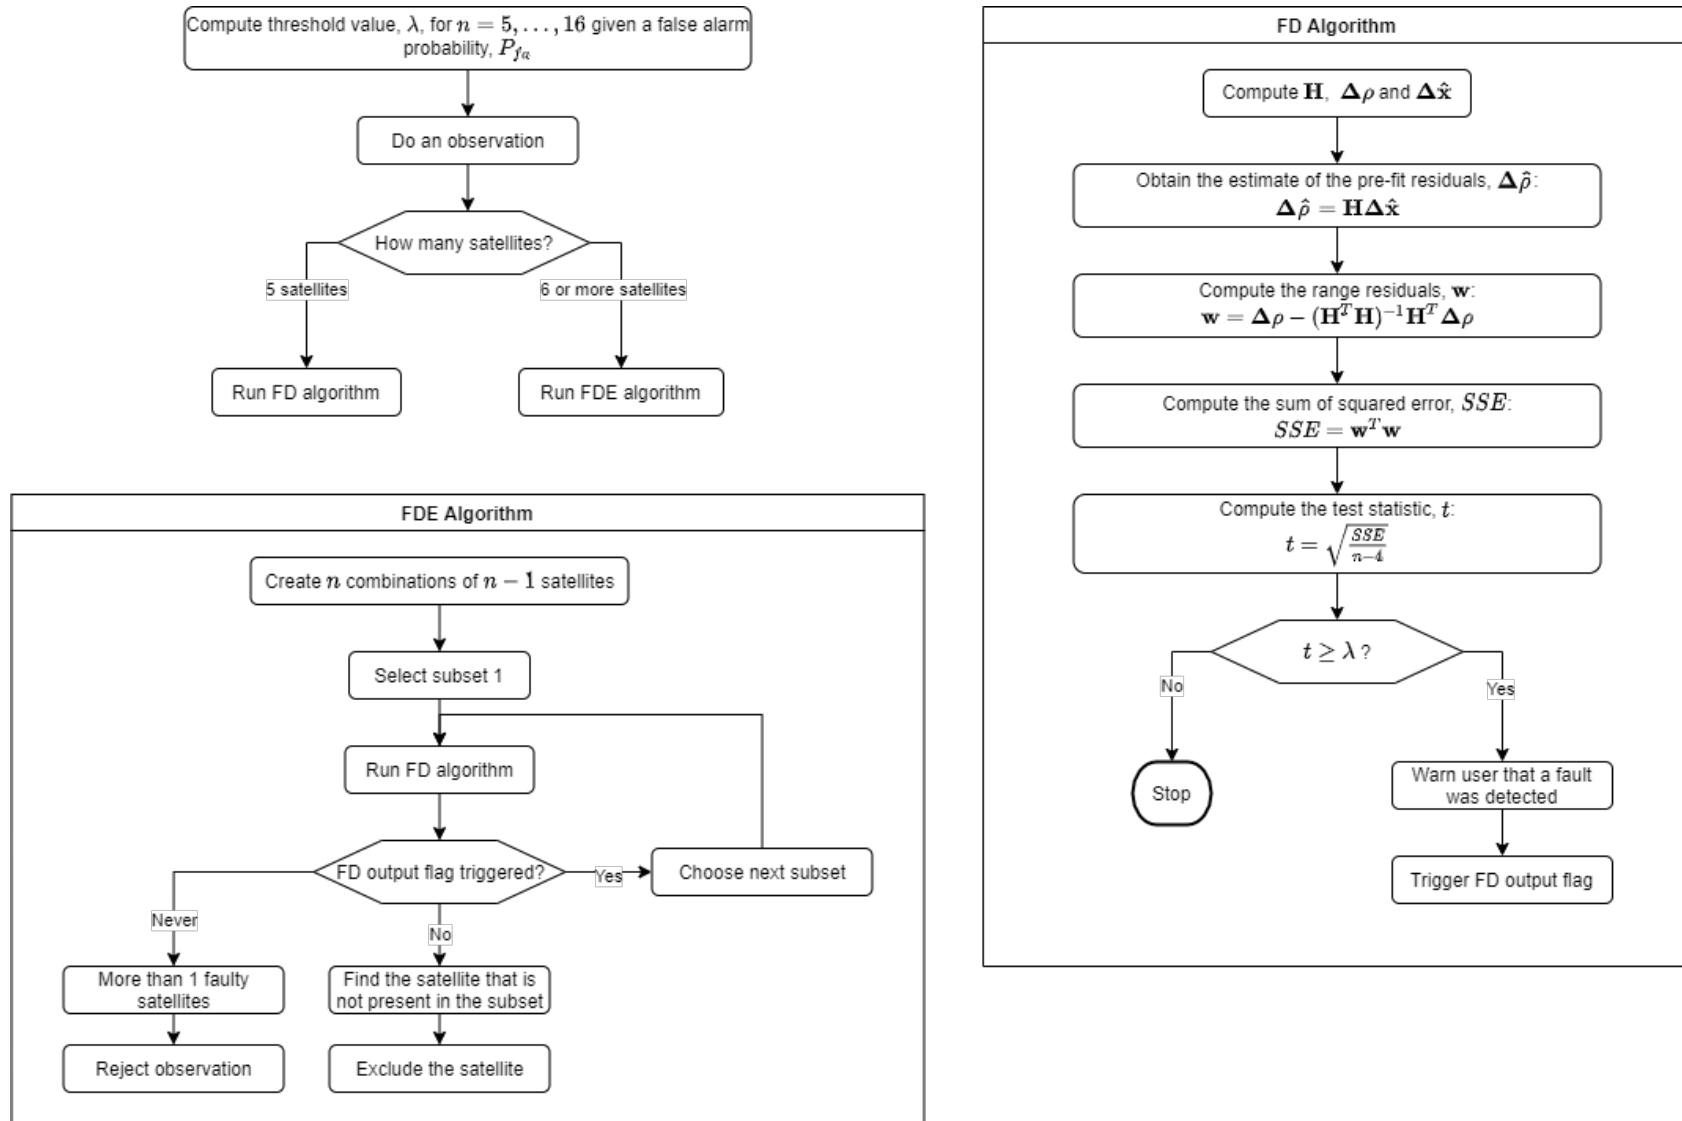 Compute threshold value, λ, for n = 5, . . . , 16 given a false alarm
probability, P_{fa}
Do an observation
How many satellites?
5 satellites
6 or more satellites
Run FD algorithm
Run FDE algorithm
FDE Algorithm
Create n combinations of n − 1 satellites
Select subset 1
Run FD algorithm
FD output flag triggered?
Yes
Choose next subset
Never
No
More than 1 faulty
satellites
Find the satellite that is
not present in the subset
Reject observation
Exclude the satellite
FD Algorithm
Compute H, Δρ and Δx̂
Obtain the estimate of the pre-fit residuals, Δρ̂:
Δρ̂ = HΔx̂
Compute the range residuals, w:
w = Δρ − (H^T H)^{−1} H^T Δρ
Compute the sum of squared error, SSE:
SSE = w^T w
Compute the test statistic, t:
t = √(SSE/(n−4))
t ≥ λ?
No
Yes
Stop
Warn user that a fault
was detected
Trigger FD output flag